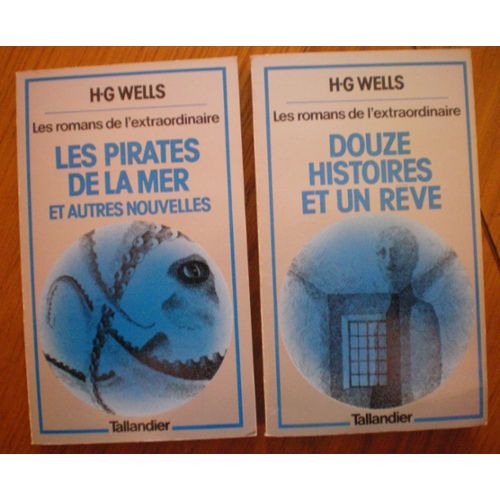 H-G WELLS
Les romans de l'extraordinaire
LES PIRATES
DE LA MER
ET AUTRES NOUVELLES
Tallandier
H-G WELLS
Les romans de l'extraordinaire
DOUZE
HISTOIRES
ET UN REVE
Tallandier